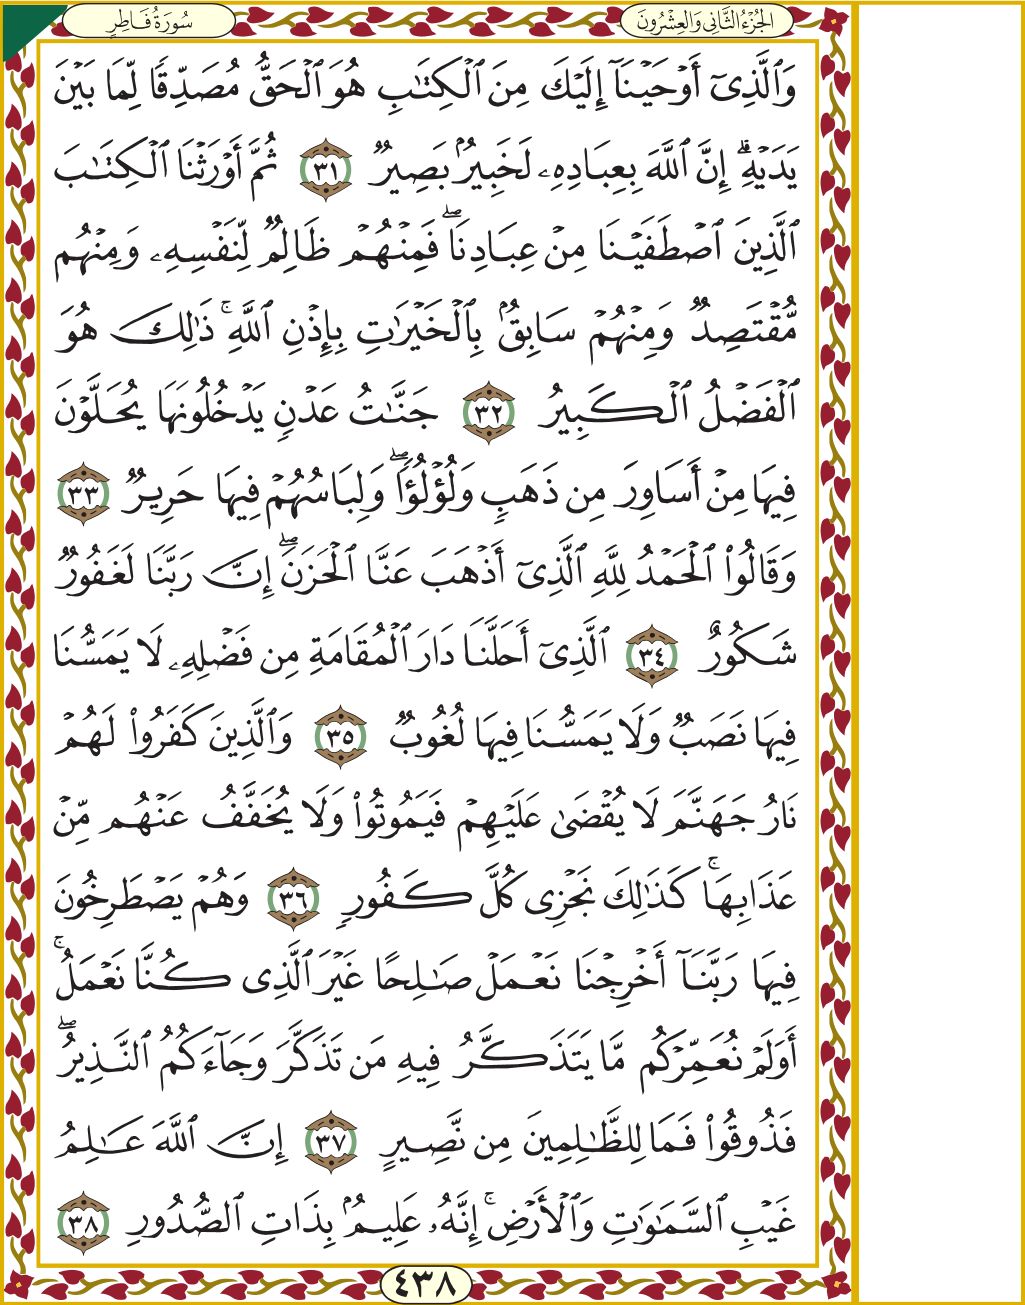 الجُزْءُ الثَّانِي وَالعِشْرُونَ
سُورَةُ فَاطِرٍ
وَٱلَّذِىٓ أَوۡحَيۡنَآ إِلَيۡكَ مِنَ ٱلۡكِتَٰبِ هُوَ ٱلۡحَقُّ مُصَدِّقٗا لِّمَا بَيۡنَ
يَدَيۡهِۗ إِنَّ ٱللَّهَ بِعِبَادِهِۦ لَخَبِيرُۢ بَصِيرٞ ٣١ ثُمَّ أَوۡرَثۡنَا ٱلۡكِتَٰبَ
ٱلَّذِينَ ٱصۡطَفَيۡنَا مِنۡ عِبَادِنَاۖ فَمِنۡهُمۡ ظَالِمٞ لِّنَفۡسِهِۦ وَمِنۡهُم
مُّقۡتَصِدٞ وَمِنۡهُمۡ سَابِقُۢ بِٱلۡخَيۡرَٰتِ بِإِذۡنِ ٱللَّهِۚ ذَٰلِكَ هُوَ
ٱلۡفَضۡلُ ٱلۡكَبِيرُ ٣٢ جَنَّٰتُ عَدۡنٖ يَدۡخُلُونَهَا يُحَلَّوۡنَ
فِيهَا مِنۡ أَسَاوِرَ مِن ذَهَبٖ وَلُؤۡلُؤٗاۖ وَلِبَاسُهُمۡ فِيهَا حَرِيرٞ ٣٣
وَقَالُواْ ٱلۡحَمۡدُ لِلَّهِ ٱلَّذِىٓ أَذۡهَبَ عَنَّا ٱلۡحَزَنَۖ إِنَّ رَبَّنَا لَغَفُورٞ
شَكُورٌ ٣٤ ٱلَّذِىٓ أَحَلَّنَا دَارَ ٱلۡمُقَامَةِ مِن فَضۡلِهِۦ لَا يَمَسُّنَا
فِيهَا نَصَبٞ وَلَا يَمَسُّنَا فِيهَا لُغُوبٞ ٣٥ وَٱلَّذِينَ كَفَرُواْ لَهُمۡ
نَارُ جَهَنَّمَ لَا يُقۡضَىٰ عَلَيۡهِمۡ فَيَمُوتُواْ وَلَا يُخَفَّفُ عَنۡهُم مِّنۡ
عَذَابِهَاۚ كَذَٰلِكَ نَجۡزِى كُلَّ كَفُورٖ ٣٦ وَهُمۡ يَصۡطَرِخُونَ
فِيهَا رَبَّنَآ أَخۡرِجۡنَا نَعۡمَلۡ صَٰلِحًا غَيۡرَ ٱلَّذِى كُنَّا نَعۡمَلُۚ
أَوَلَمۡ نُعَمِّرۡكُم مَّا يَتَذَكَّرُ فِيهِ مَن تَذَكَّرَ وَجَآءَكُمُ ٱلنَّذِيرُۖ
فَذُوقُواْ فَمَا لِلظَّٰلِمِينَ مِن نَّصِيرٍ ٣٧ إِنَّ ٱللَّهَ عَٰلِمُ
غَيۡبِ ٱلسَّمَٰوَٰتِ وَٱلۡأَرۡضِۚ إِنَّهُۥ عَلِيمُۢ بِذَاتِ ٱلصُّدُورِ ٣٨
٤٣٨